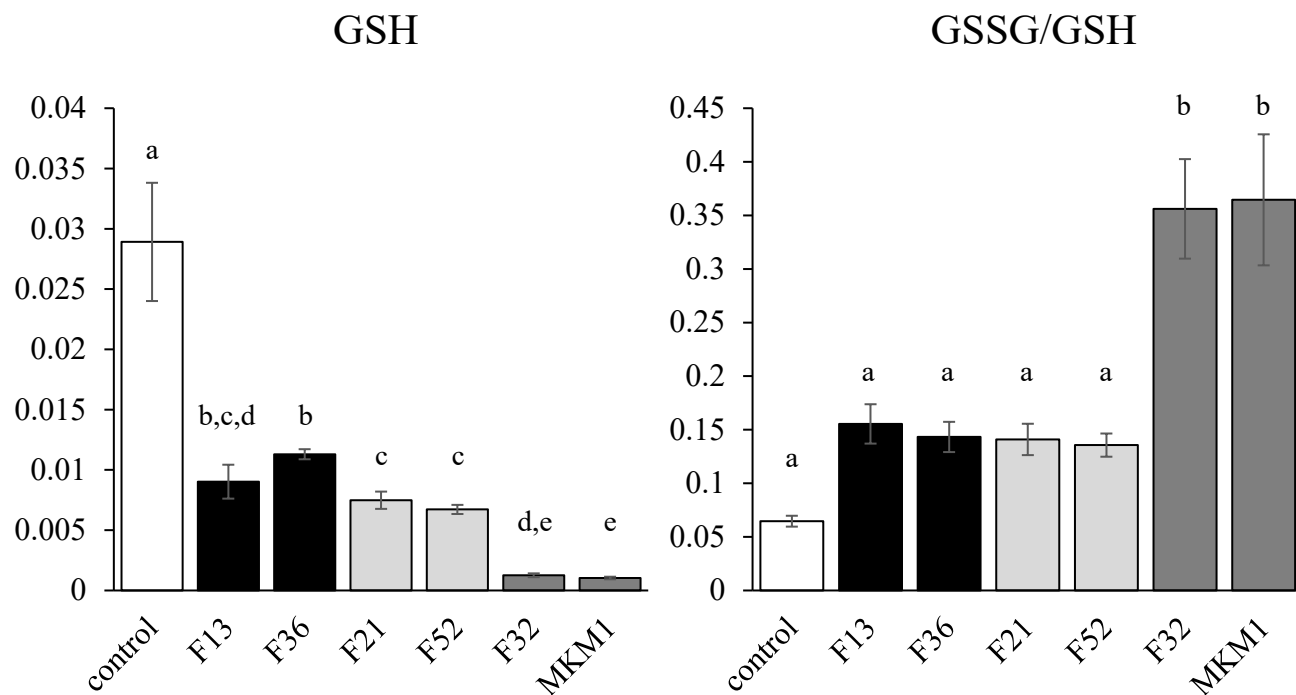 GSH
0.04
0.035
0.03
0.025
0.02
0.015
0.01
0.005
0
a
b,c,d
b
c
c
d,e
e
control
F13
F36
F21
F52
F32
MKM1
GSSG/GSH
0.45
0.4
0.35
0.3
0.25
0.2
0.15
0.1
0.05
0
a
a
a
a
a
b
b
control
F13
F36
F21
F52
F32
MKM1